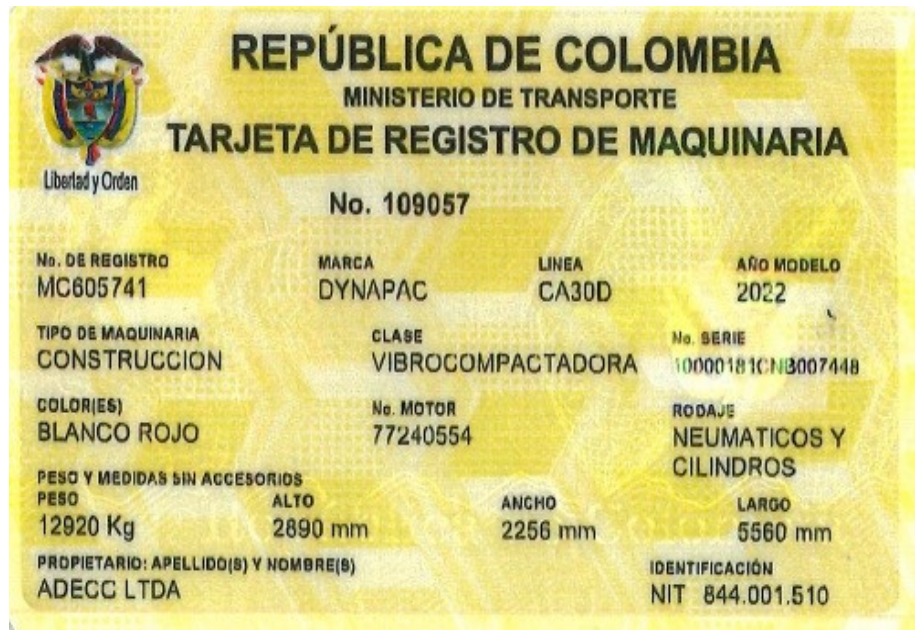 REPÚBLICA DE COLOMBIA
MINISTERIO DE TRANSPORTE
TARJETA DE REGISTRO DE MAQUINARIA
Libertad y Orden
No. 109057
No. DE REGISTRO MARCA LINEA AÑO MODELO
MC605741 DYNAPAC CA30D 2022
TIPO DE MAQUINARIA CLASE No. SERIE
CONSTRUCCION VIBROCOMPACTADORA 10000181CNB007448
COLOR(ES) No. MOTOR RODAJE
BLANCO ROJO 77240554 NEUMATICOS Y
CILINDROS
PESO Y MEDIDAS SIN ACCESORIOS
PESO ALTO ANCHO LARGO
12920 Kg 2890 mm 2256 mm 5560 mm
PROPIETARIO: APELLIDO(S) Y NOMBRE(S) IDENTIFICACIÓN
ADECC LTDA NIT 844.001.510